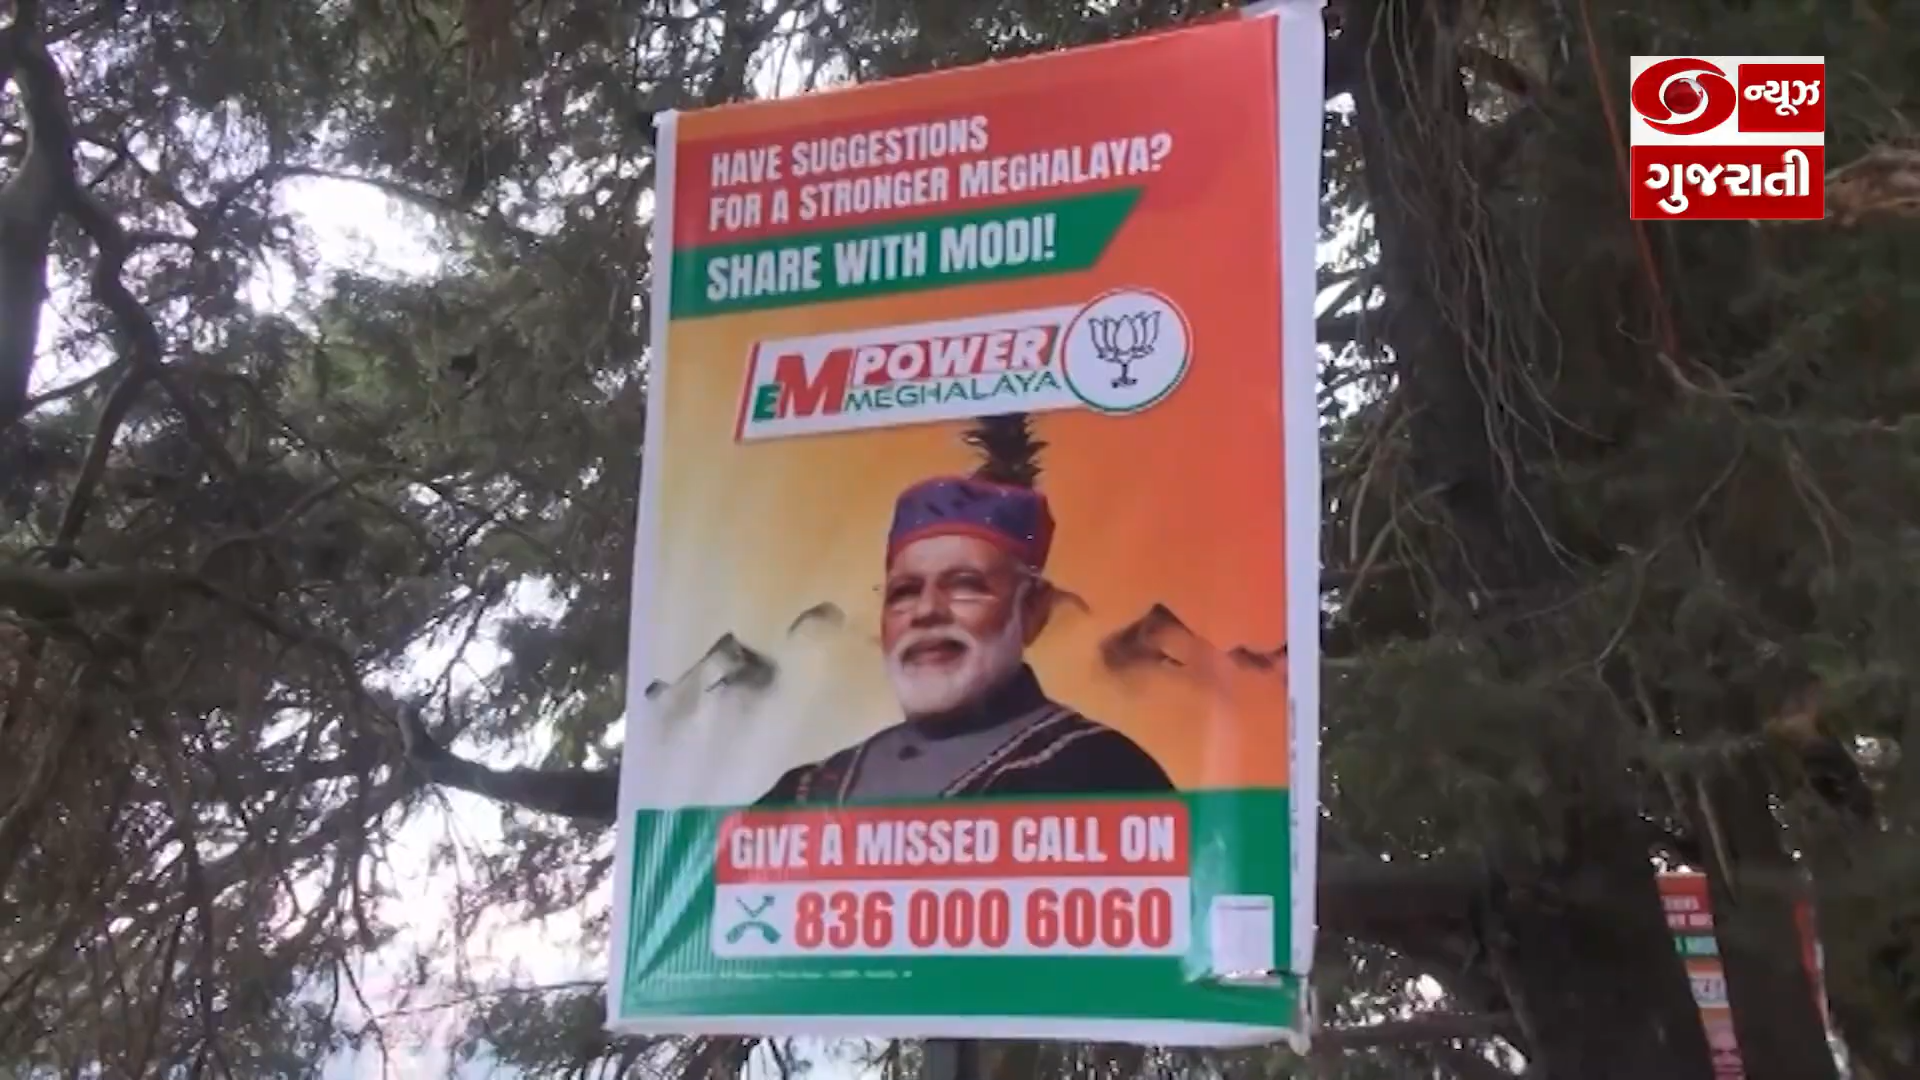 HAVE SUGGESTIONS
FOR A STRONGER MEGHALAYA?
SHARE WITH MODI!
EMPOWER
MEGHALAYA
GIVE A MISSED CALL ON
836 000 6060
ન્યૂઝ
ગુજરાતી